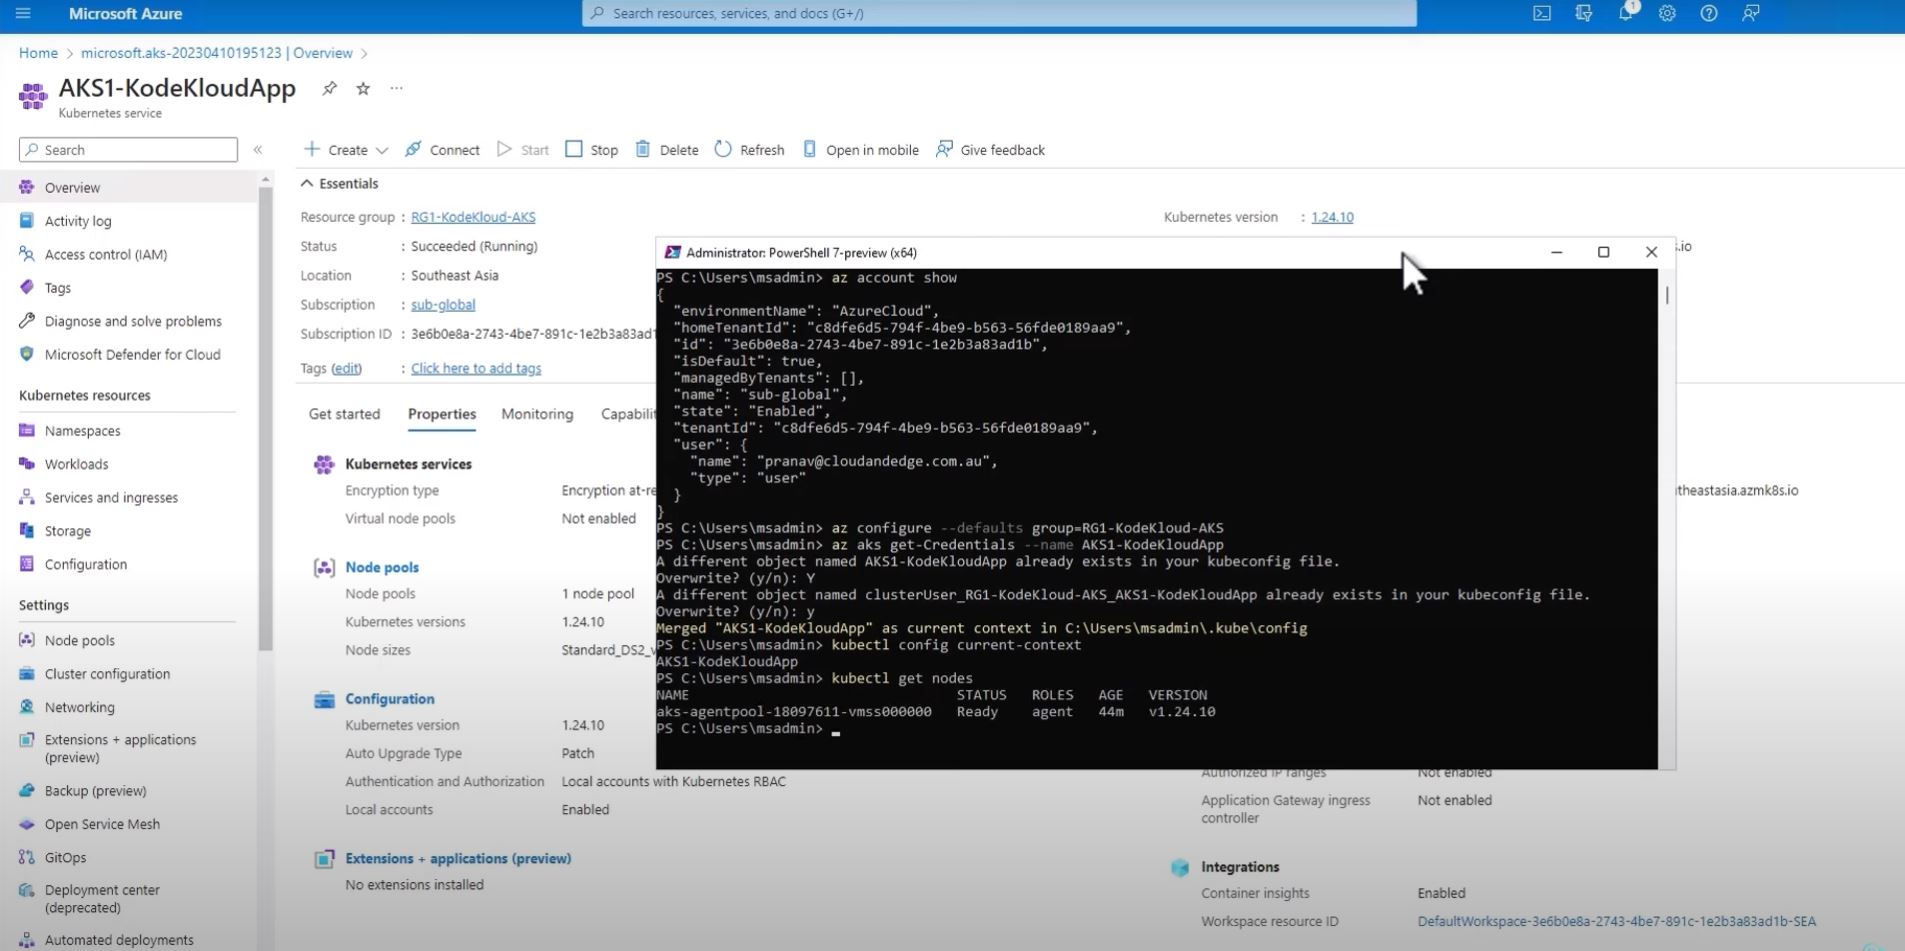 Microsoft Azure
Search resources, services, and docs (G+/)
1
Home > microsoft.aks-20230410195123 | Overview >
AKS1-KodeKloudApp
Kubernetes service
Search
«
Create
Connect
Start
Stop
Delete
Refresh
Open in mobile
Give feedback
Overview
Activity log
Access control (IAM)
Tags
Diagnose and solve problems
Microsoft Defender for Cloud
Kubernetes resources
Namespaces
Workloads
Services and ingresses
Storage
Configuration
Settings
Node pools
Cluster configuration
Networking
Extensions + applications
(preview)
Backup (preview)
Open Service Mesh
GitOps
Deployment center
(deprecated)
Automated deployments
Essentials
Resource group : RG1-KodeKloud-AKS
Status : Succeeded (Running)
Location : Southeast Asia
Subscription : sub-global
Subscription ID : 3e6b0e8a-2743-4be7-891c-1e2b3a83ad1
Tags (edit) : Click here to add tags
Kubernetes version : 1.24.10
s.io
Get started
Properties
Monitoring
Capabilit
Kubernetes services
Encryption type Encryption at-re
Virtual node pools Not enabled
Node pools
Node pools 1 node pool
Kubernetes versions 1.24.10
Node sizes Standard_DS2_v
Configuration
Kubernetes version 1.24.10
Auto Upgrade Type Patch
Authentication and Authorization Local accounts with Kubernetes RBAC
Local accounts Enabled
Extensions + applications (preview)
No extensions installed
Administrator: PowerShell 7-preview (x64)
PS C:\Users\msadmin> az account show
{
"environmentName": "AzureCloud",
"homeTenantId": "c8dfe6d5-794f-4be9-b563-56fde0189aa9",
"id": "3e6b0e8a-2743-4be7-891c-1e2b3a83ad1b",
"isDefault": true,
"managedByTenants": [],
"name": "sub-global",
"state": "Enabled",
"tenantId": "c8dfe6d5-794f-4be9-b563-56fde0189aa9",
"user": {
"name": "pranav@cloudandedge.com.au",
"type": "user"
}
}
PS C:\Users\msadmin> az configure --defaults group=RG1-KodeKloud-AKS
PS C:\Users\msadmin> az aks get-Credentials --name AKS1-KodeKloudApp
A different object named AKS1-KodeKloudApp already exists in your kubeconfig file.
Overwrite? (y/n): Y
A different object named clusterUser_RG1-KodeKloud-AKS_AKS1-KodeKloudApp already exists in your kubeconfig file.
Overwrite? (y/n): y
Merged "AKS1-KodeKloudApp" as current context in C:\Users\msadmin\.kube\config
PS C:\Users\msadmin> kubectl config current-context
AKS1-KodeKloudApp
PS C:\Users\msadmin> kubectl get nodes
NAME STATUS ROLES AGE VERSION
aks-agentpool-18097611-vmss000000 Ready agent 44m v1.24.10
PS C:\Users\msadmin>
theastasia.azmk8s.io
Authorized IP ranges Not enabled
Application Gateway ingress Not enabled
controller
Integrations
Container insights Enabled
Workspace resource ID DefaultWorkspace-3e6b0e8a-2743-4be7-891c-1e2b3a83ad1b-SEA